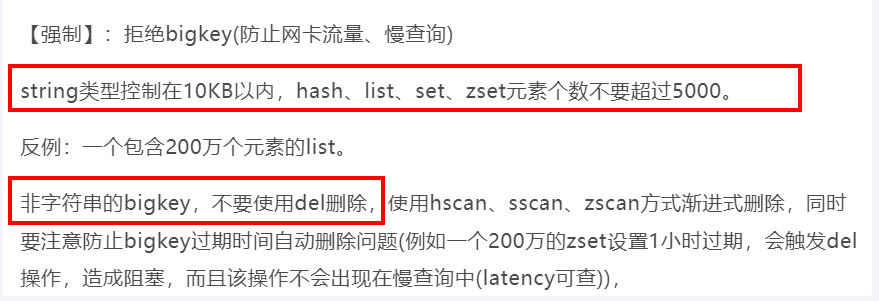 【强制】：拒绝bigkey(防止网卡流量、慢查询)
string类型控制在10KB以内，hash、list、set、zset元素个数不要超过5000。
反例：一个包含200万个元素的list。
非字符串的bigkey，不要使用del删除，使用hscan、sscan、zscan方式渐进式删除，同时
要注意防止bigkey过期时间自动删除问题(例如一个200万的zset设置1小时过期，会触发del
操作，造成阻塞，而且该操作不会出现在慢查询中(latency可查))，